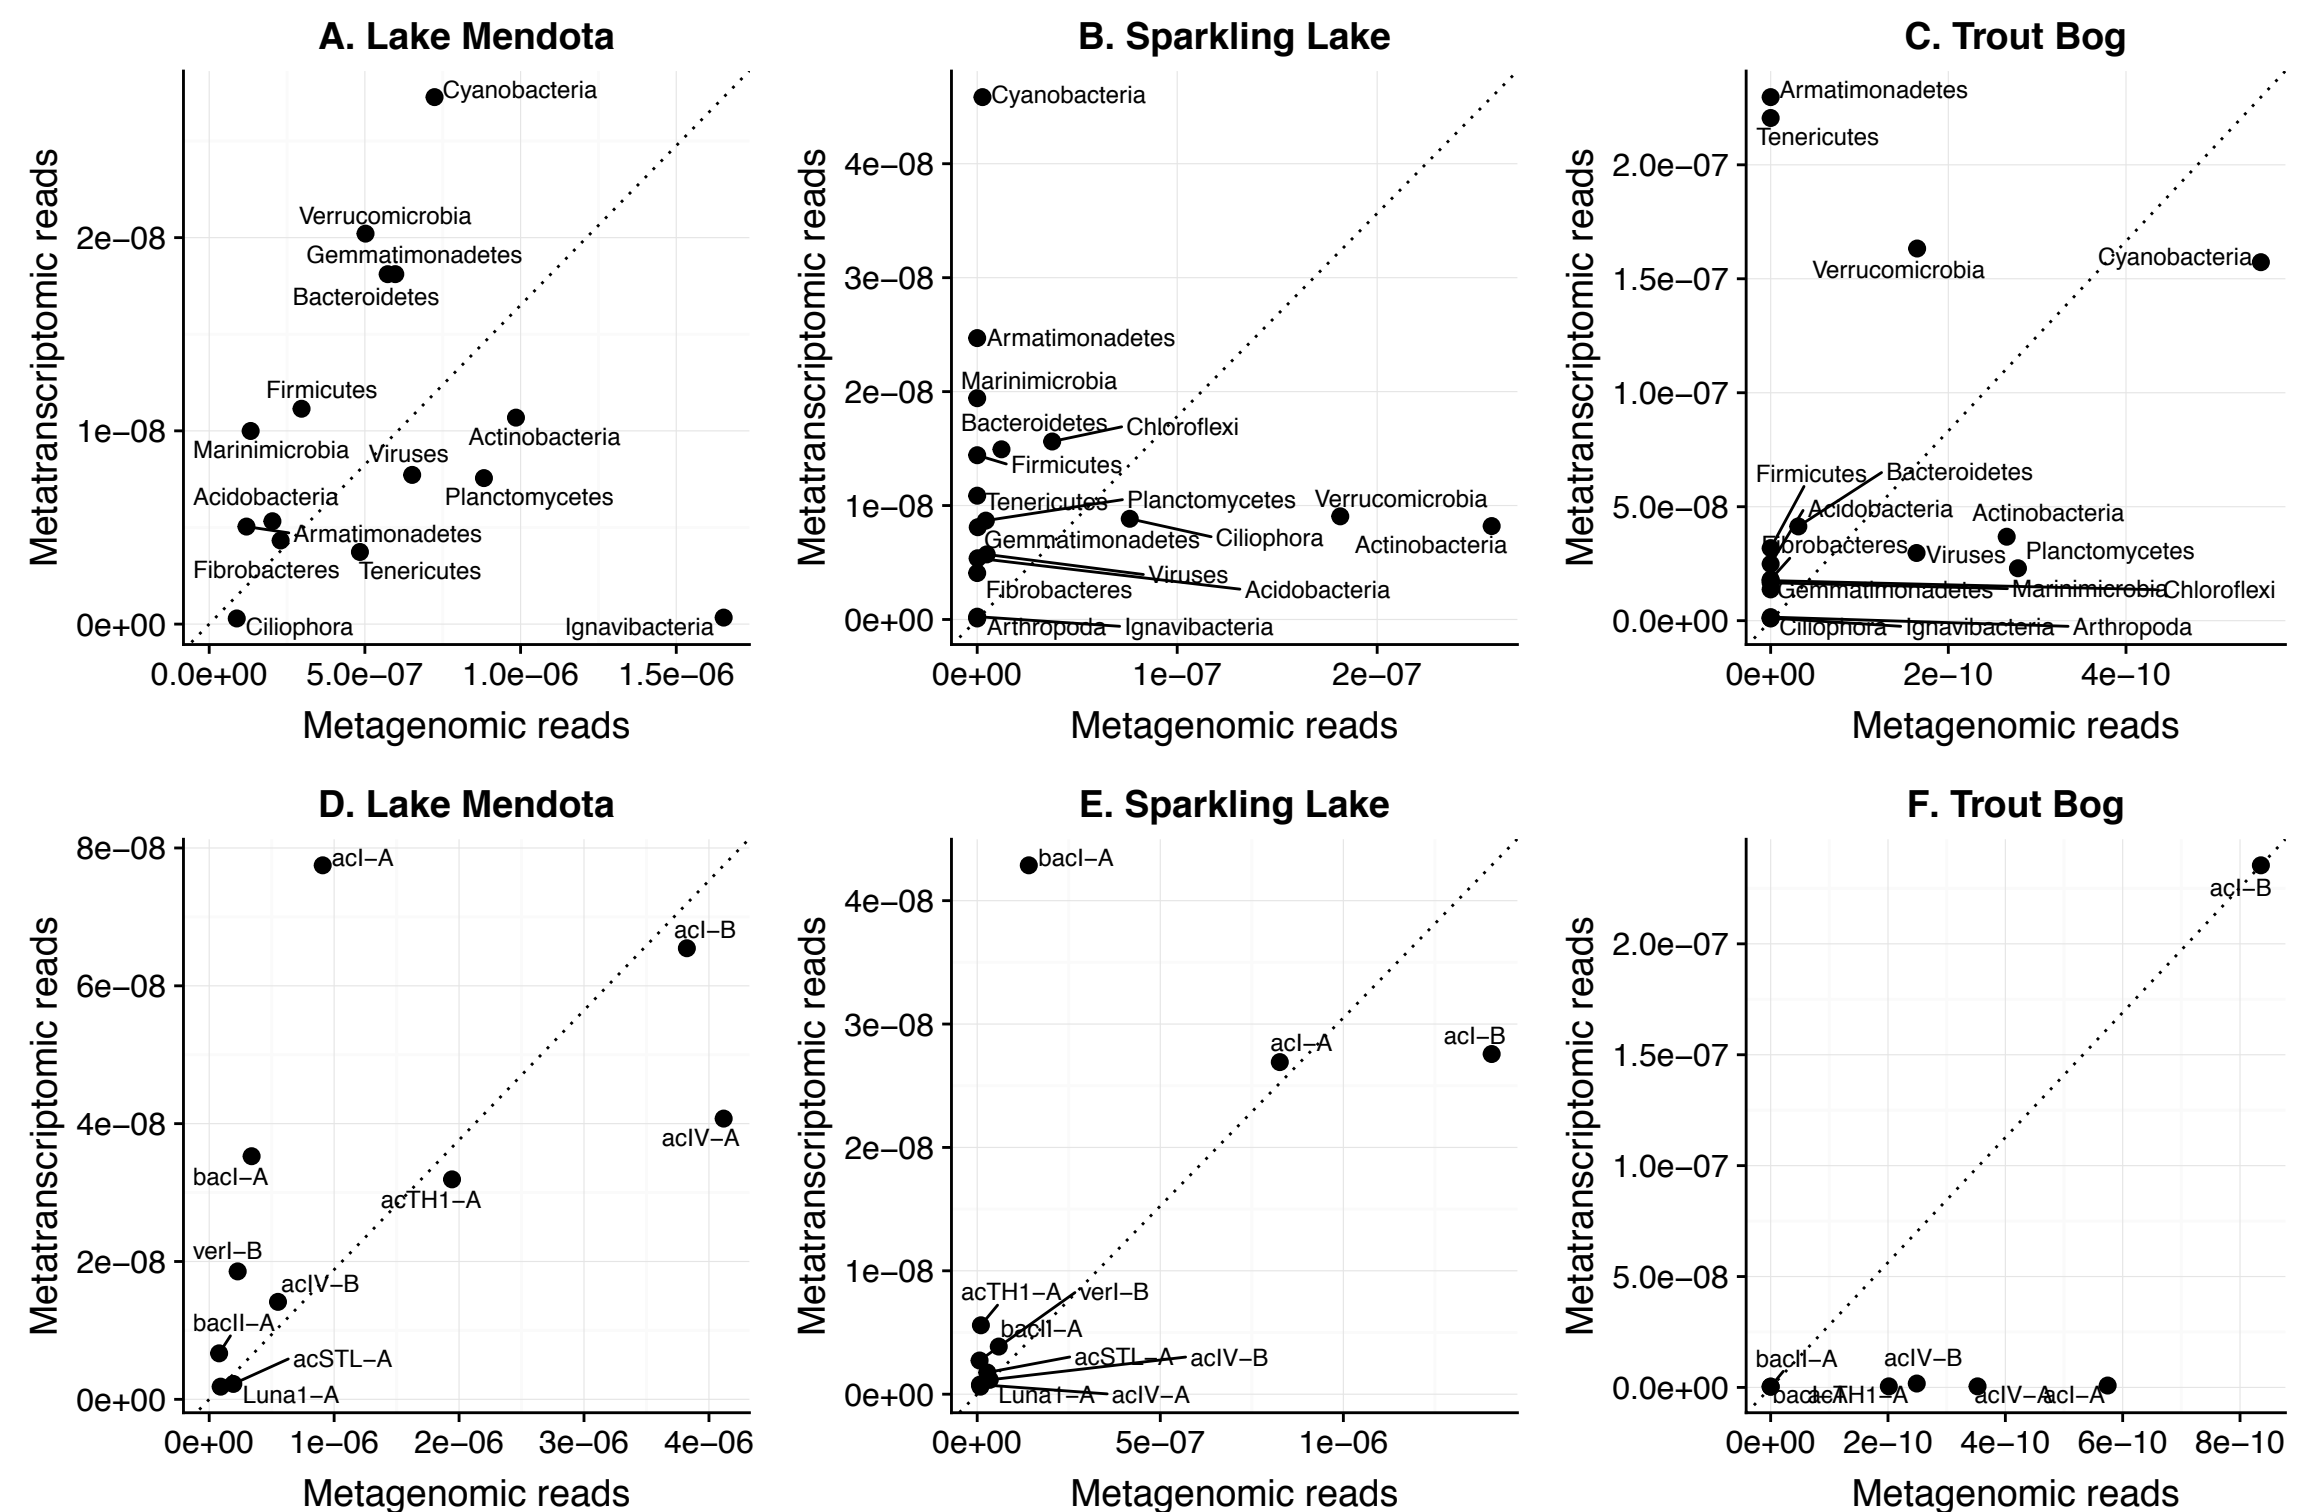 A. Lake Mendota
Metatranscriptomic reads
2e−08
1e−08
0e+00
Cyanobacteria
Verrucomicrobia
Gemmatimonadetes
Bacteroidetes
Firmicutes
Actinobacteria
Marinimicrobia
Viruses
Planctomycetes
Acidobacteria
Armatimonadetes
Fibrobacteres
Tenericutes
Ciliophora
Ignavibacteria
0.0e+00 5.0e−07 1.0e−06 1.5e−06
Metagenomic reads
B. Sparkling Lake
Metatranscriptomic reads
4e−08
3e−08
2e−08
1e−08
0e+00
Cyanobacteria
Armatimonadetes
Marinimicrobia
Bacteroidetes
Chloroflexi
Firmicutes
Tenericutes
Planctomycetes
Verrucomicrobia
Gemmatimonadetes
Ciliophora
Actinobacteria
Viruses
Fibrobacteres
Acidobacteria
Arthropoda
Ignavibacteria
0e+00 1e−07 2e−07
Metagenomic reads
C. Trout Bog
Metatranscriptomic reads
2.0e−07
1.5e−07
1.0e−07
5.0e−08
0.0e+00
Armatimonadetes
Tenericutes
Verrucomicrobia
Cyanobacteria
Firmicutes
Bacteroidetes
Acidobacteria
Actinobacteria
Fibrobacteres
Viruses
Planctomycetes
Gemmatimonadetes
Marinimicrobia
Chloroflexi
Ciliophora
Ignavibacteria
Arthropoda
0e+00 2e−10 4e−10
Metagenomic reads
D. Lake Mendota
Metatranscriptomic reads
8e−08
6e−08
4e−08
2e−08
0e+00
acI−A
acI−B
acIV−A
bacI−A
acTH1−A
verI−B
acIV−B
bacII−A
acSTL−A
Luna1−A
0e+00 1e−06 2e−06 3e−06 4e−06
Metagenomic reads
E. Sparkling Lake
Metatranscriptomic reads
4e−08
3e−08
2e−08
1e−08
0e+00
bacI−A
acI−A
acI−B
acTH1−A
verI−B
bacII−A
acSTL−A
acIV−B
Luna1−A
acIV−A
0e+00 5e−07 1e−06
Metagenomic reads
F. Trout Bog
Metatranscriptomic reads
2.0e−07
1.5e−07
1.0e−07
5.0e−08
0.0e+00
acI−B
bacII−A
acIV−B
bacI−A
acTH1−A
acIV−A
acI−A
0e+00 2e−10 4e−10 6e−10 8e−10
Metagenomic reads